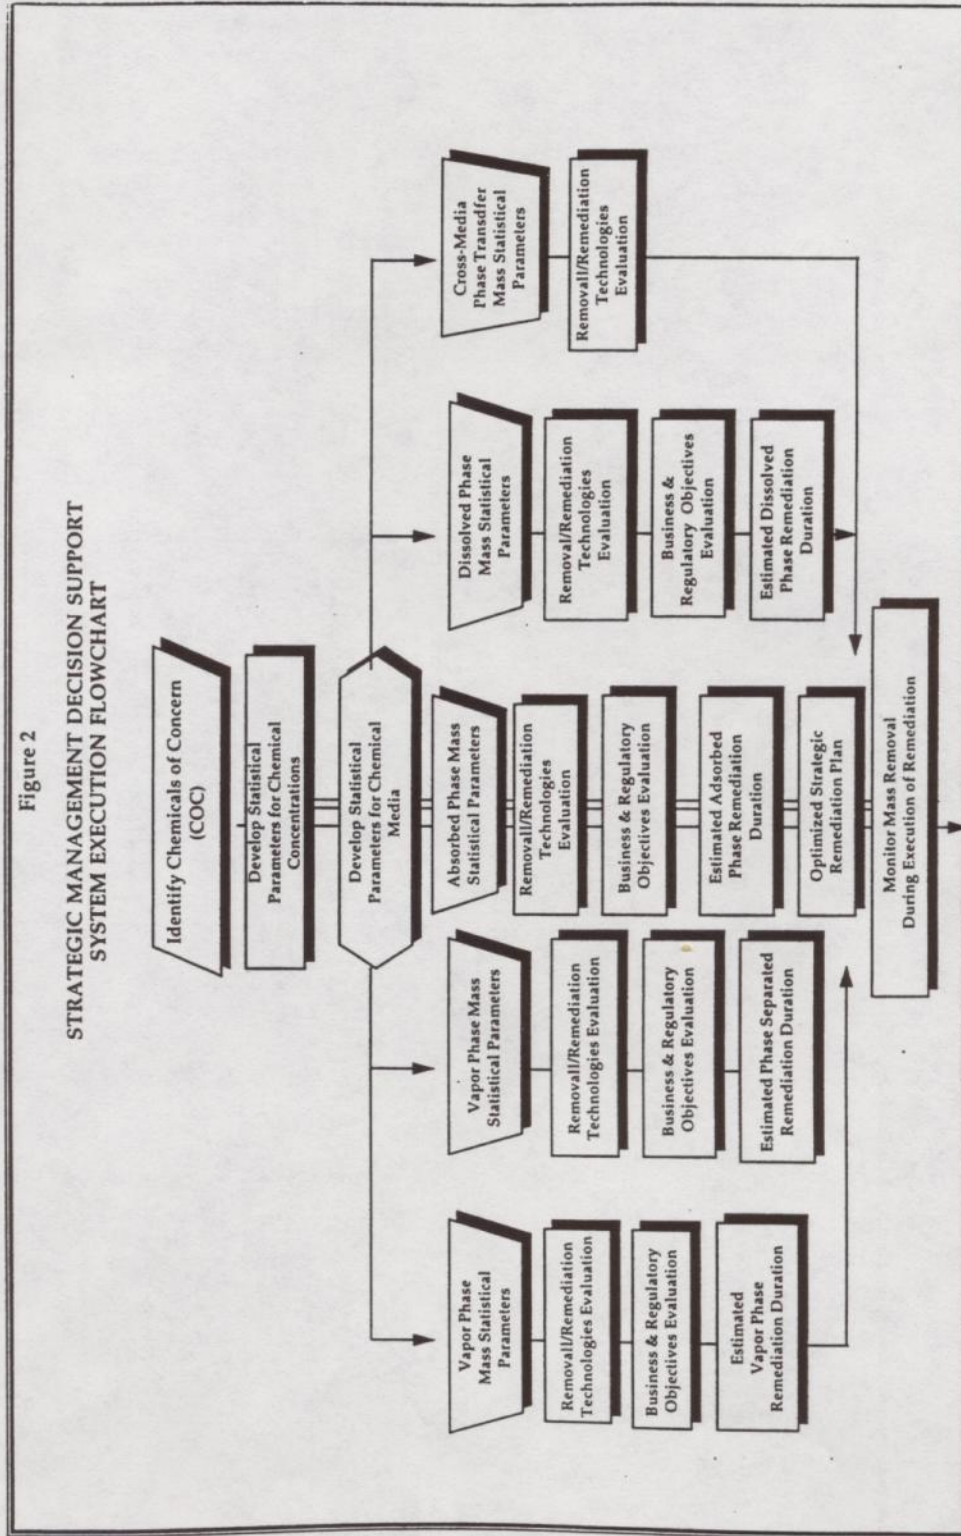 Figure 2
STRATEGIC MANAGEMENT DECISION SUPPORT
SYSTEM EXECUTION FLOWCHART
Identify Chemicals of Concern
(COC)
Develop Statistical
Parameters for Chemical
Concentrations
Develop Statistical
Parameters for Chemical
Media
Vapor Phase
Mass Statistical
Parameters
Removall/Remediation
Technologies Evaluation
Business & Regulatory
Objectives Evaluation
Estimated
Vapor Phase
Remediation Duration
Vapor Phase Mass
Statistical Parameters
Removall/Remediation
Technologies Evaluation
Business & Regulatory
Objectives Evaluation
Estimated Phase Separated
Remediation Duration
Absorbed Phase Mass
Statistical Parameters
Removall/Remediation
Technologies
Evaluation
Business & Regulatory
Objectives Evaluation
Estimated Adsorbed
Phase Remediation
Duration
Optimized Strategic
Remediation Plan
Dissolved Phase
Mass Statistical
Parameters
Removal/Remediation
Technologies
Evaluation
Business &
Regulatory Objectives
Evaluation
Estimated Dissolved
Phase Remediation
Duration
Cross-Media
Phase Transdfer
Mass Statistical
Parameters
Removall/Remediation
Technologies
Evaluation
Monitor Mass Removal
During Execution of Remediation